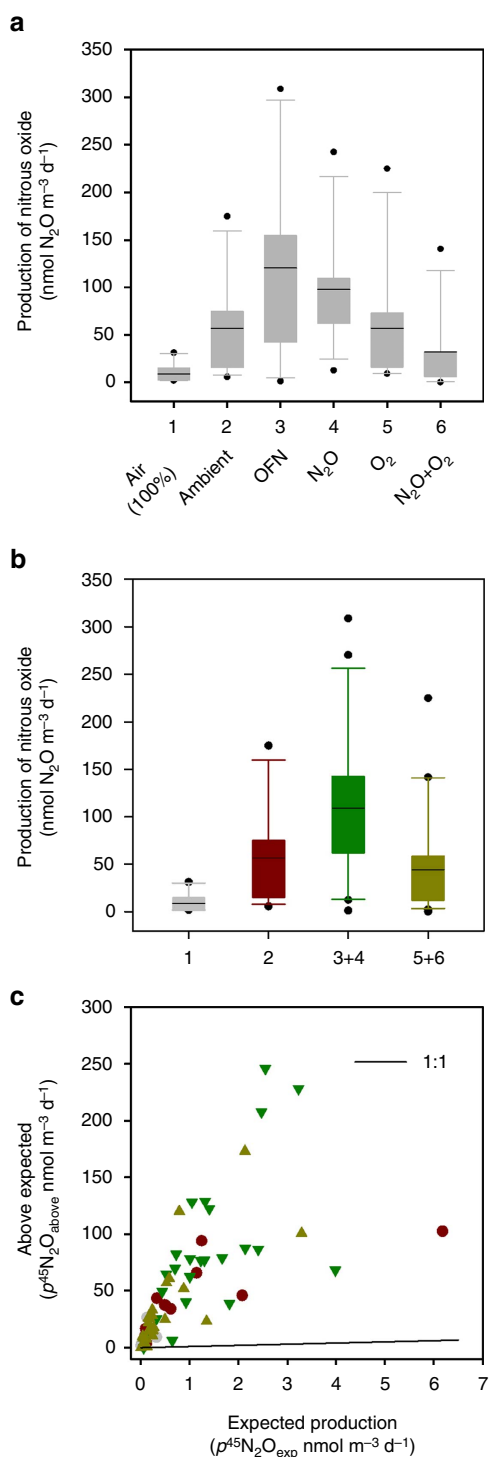 a
Production of nitrous oxide
(nmol N₂O m⁻³ d⁻¹)
350
300
250
200
150
100
50
0
1
2
3
4
5
6
Air
(100%)
Ambient
OFN
N₂O
O₂
N₂O+O₂
b
Production of nitrous oxide
(nmol N₂O m⁻³ d⁻¹)
350
300
250
200
150
100
50
0
1
2
3+4
5+6
c
Above expected
(p⁴⁵N₂Oabove nmol m⁻³ d⁻¹)
300
250
200
150
100
50
0
1:1
0
1
2
3
4
5
6
7
Expected production
(p⁴⁵N₂Oexp nmol m⁻³ d⁻¹)